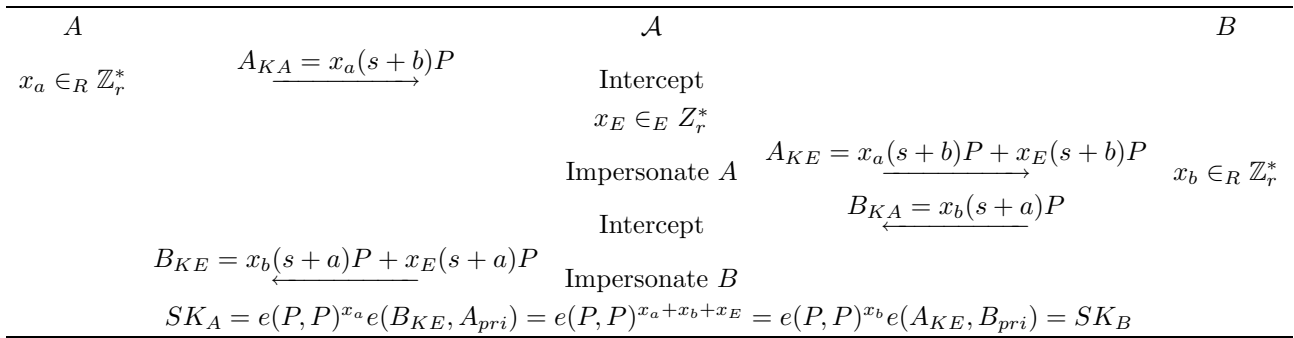 A 𝒜 B
x_a ∈_R ℤ_r^* A_{KA} = x_a(s + b)P Intercept
x_E ∈_E Z_r^*
Impersonate A A_{KE} = x_a(s + b)P + x_E(s + b)P x_b ∈_R ℤ_r^*
Intercept B_{KA} = x_b(s + a)P
B_{KE} = x_b(s + a)P + x_E(s + a)P Impersonate B
SK_A = e(P, P)^{x_a} e(B_{KE}, A_{pri}) = e(P, P)^{x_a+x_b+x_E} = e(P, P)^{x_b} e(A_{KE}, B_{pri}) = SK_B